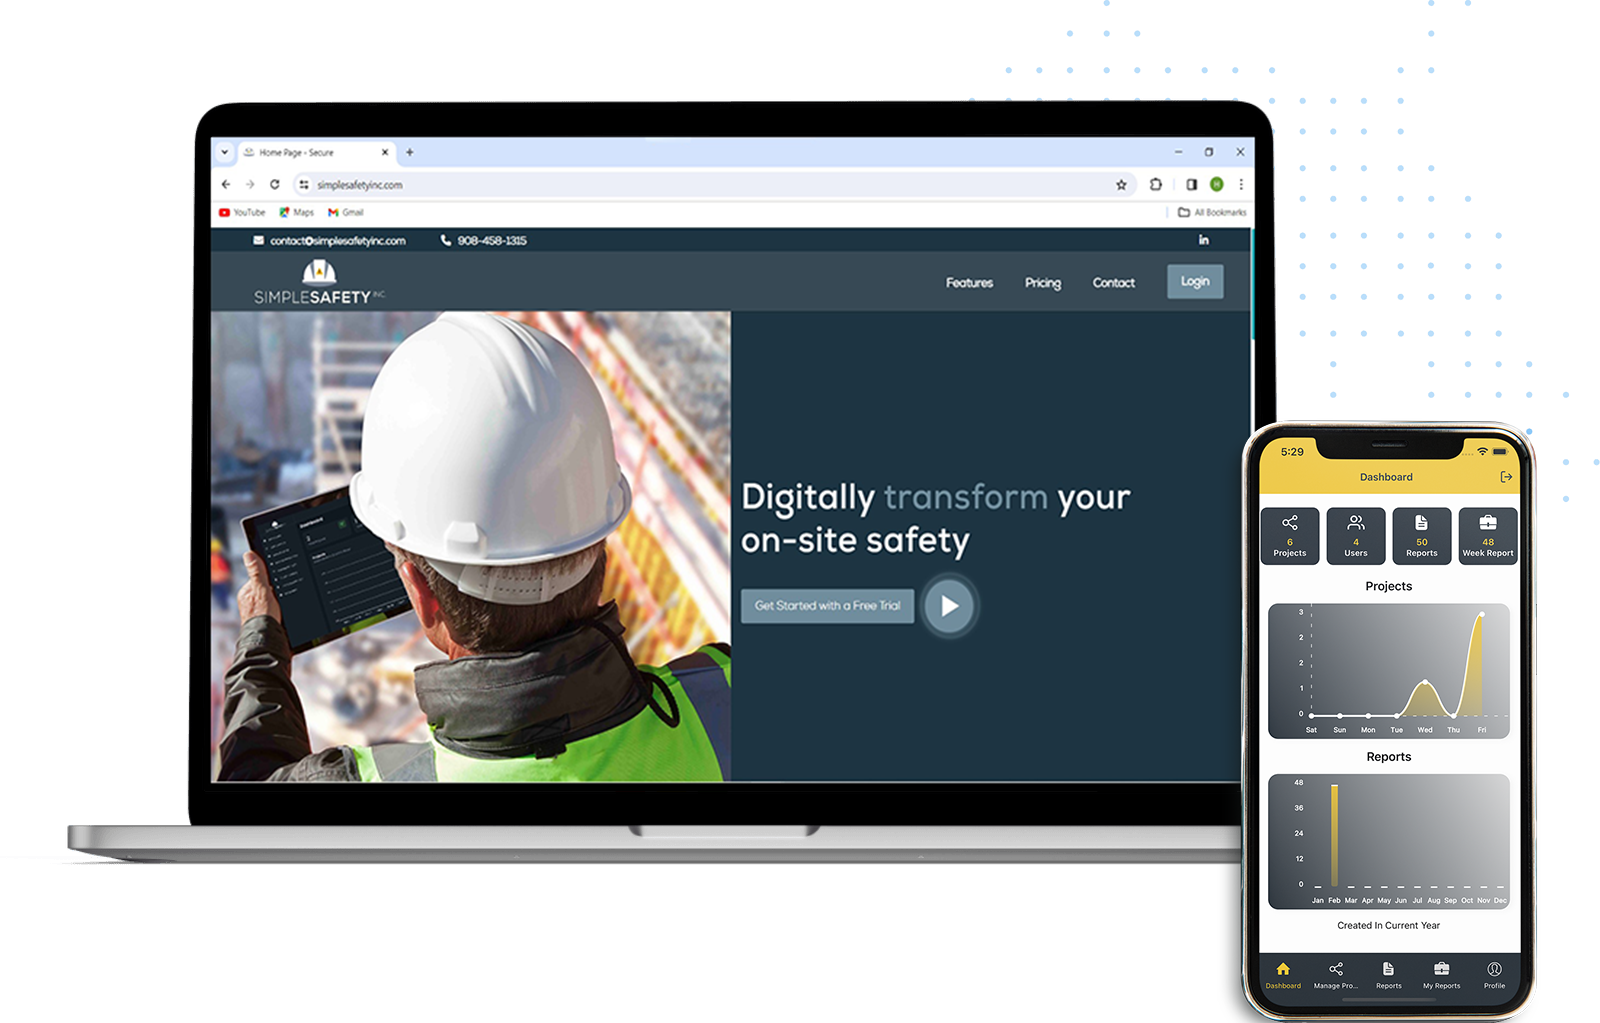 Home Page - Secure
simplesafetyinc.com
YouTube Maps Gmail All Bookmarks
contact@simplesafetyinc.com 908-458-1315 in
SIMPLESAFETY INC.
Features Pricing Contact Login
Digitally transform your
on-site safety
Get Started with a Free Trial
5:29
Dashboard
6 4 50 48
Projects Users Reports Week Report
Projects
3
2
2
1
0
Sat Sun Mon Tue Wed Thu Fri
Reports
48
36
24
12
0
Jan Feb Mar Apr May Jun Jul Aug Sep Oct Nov Dec
Created In Current Year
Dashboard Manage Pro... Reports My Reports Profile